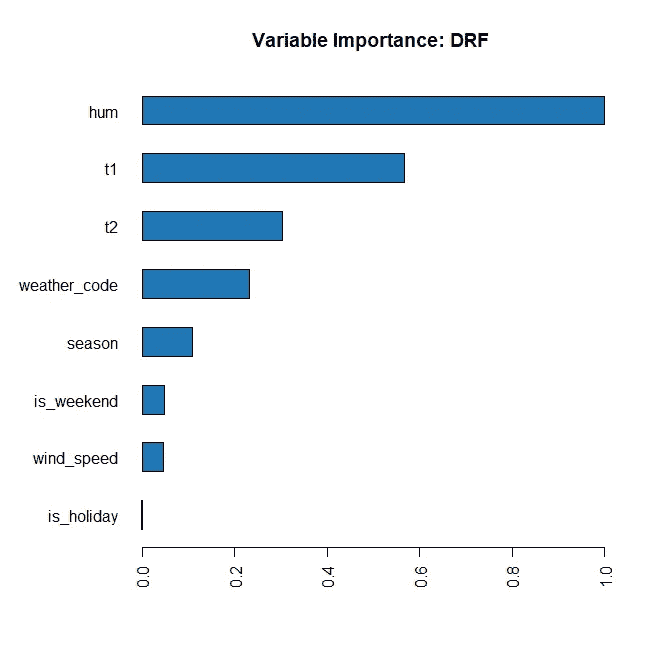 Variable Importance: DRF
hum
t1
t2
weather_code
season
is_weekend
wind_speed
is_holiday
0.0 0.2 0.4 0.6 0.8 1.0